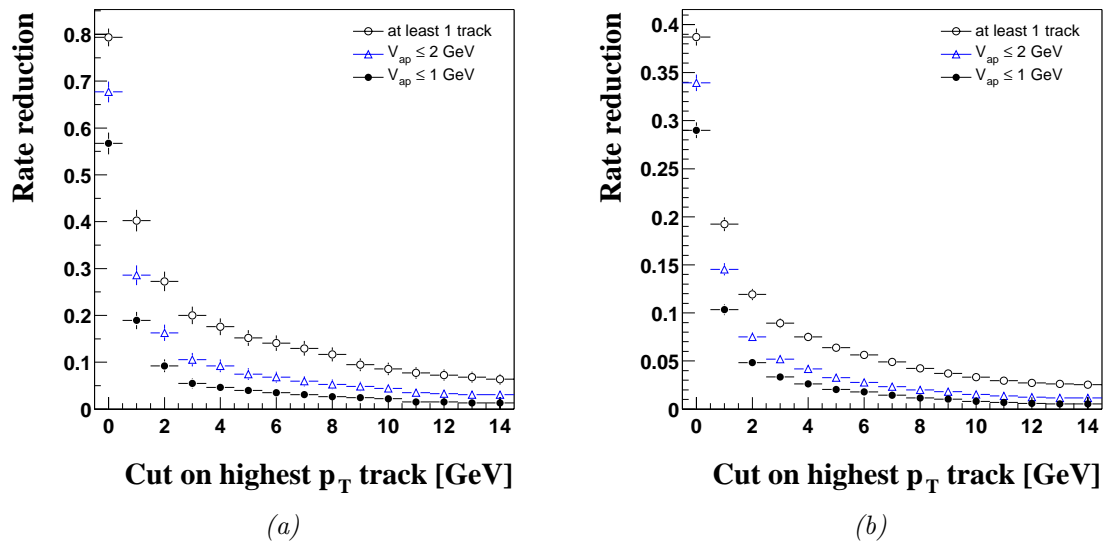 Rate reduction
0.8
0.7
0.6
0.5
0.4
0.3
0.2
0.1
0
at least 1 track
V_ap ≤ 2 GeV
V_ap ≤ 1 GeV
0 2 4 6 8 10 12 14
Cut on highest p_T track [GeV]
(a)
Rate reduction
0.4
0.35
0.3
0.25
0.2
0.15
0.1
0.05
0
at least 1 track
V_ap ≤ 2 GeV
V_ap ≤ 1 GeV
0 2 4 6 8 10 12 14
Cut on highest p_T track [GeV]
(b)